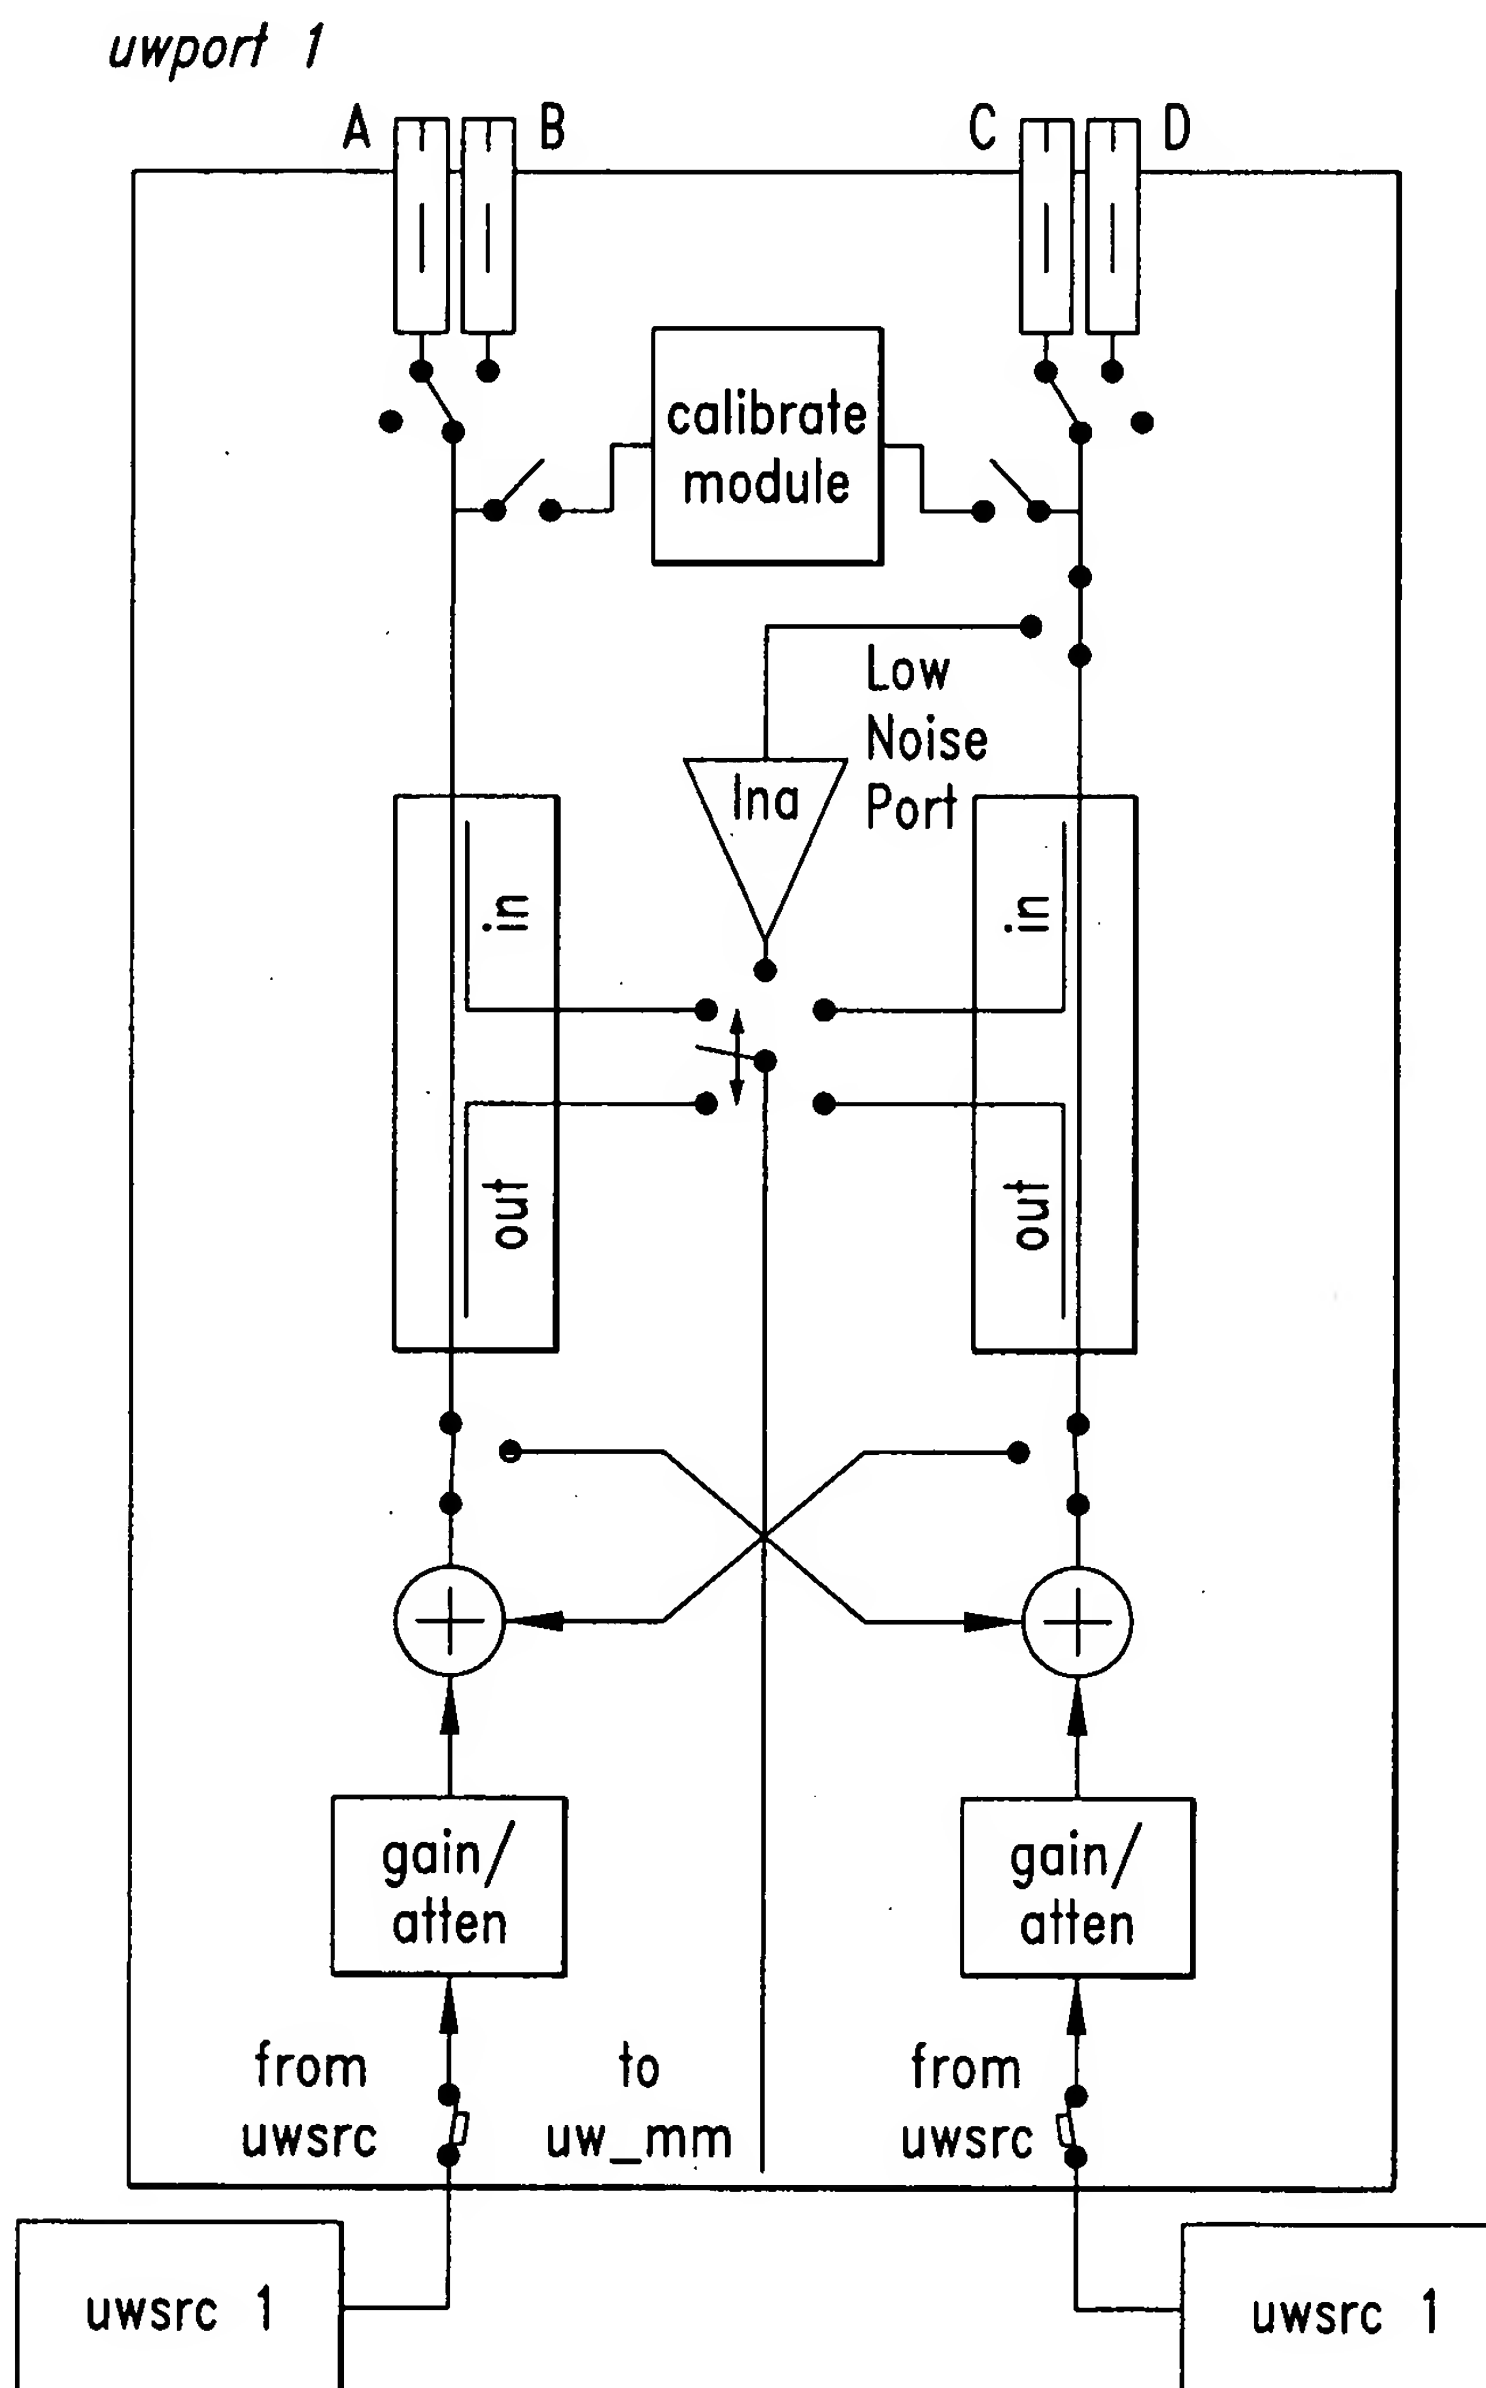 uwport 1
A B C D
calibrate
module
Low
Noise
Port
lna
in
in
out
out
gain/
atten
gain/
atten
from
uwsrc
to
uw_mm
from
uwsrc
uwsrc 1
uwsrc 1